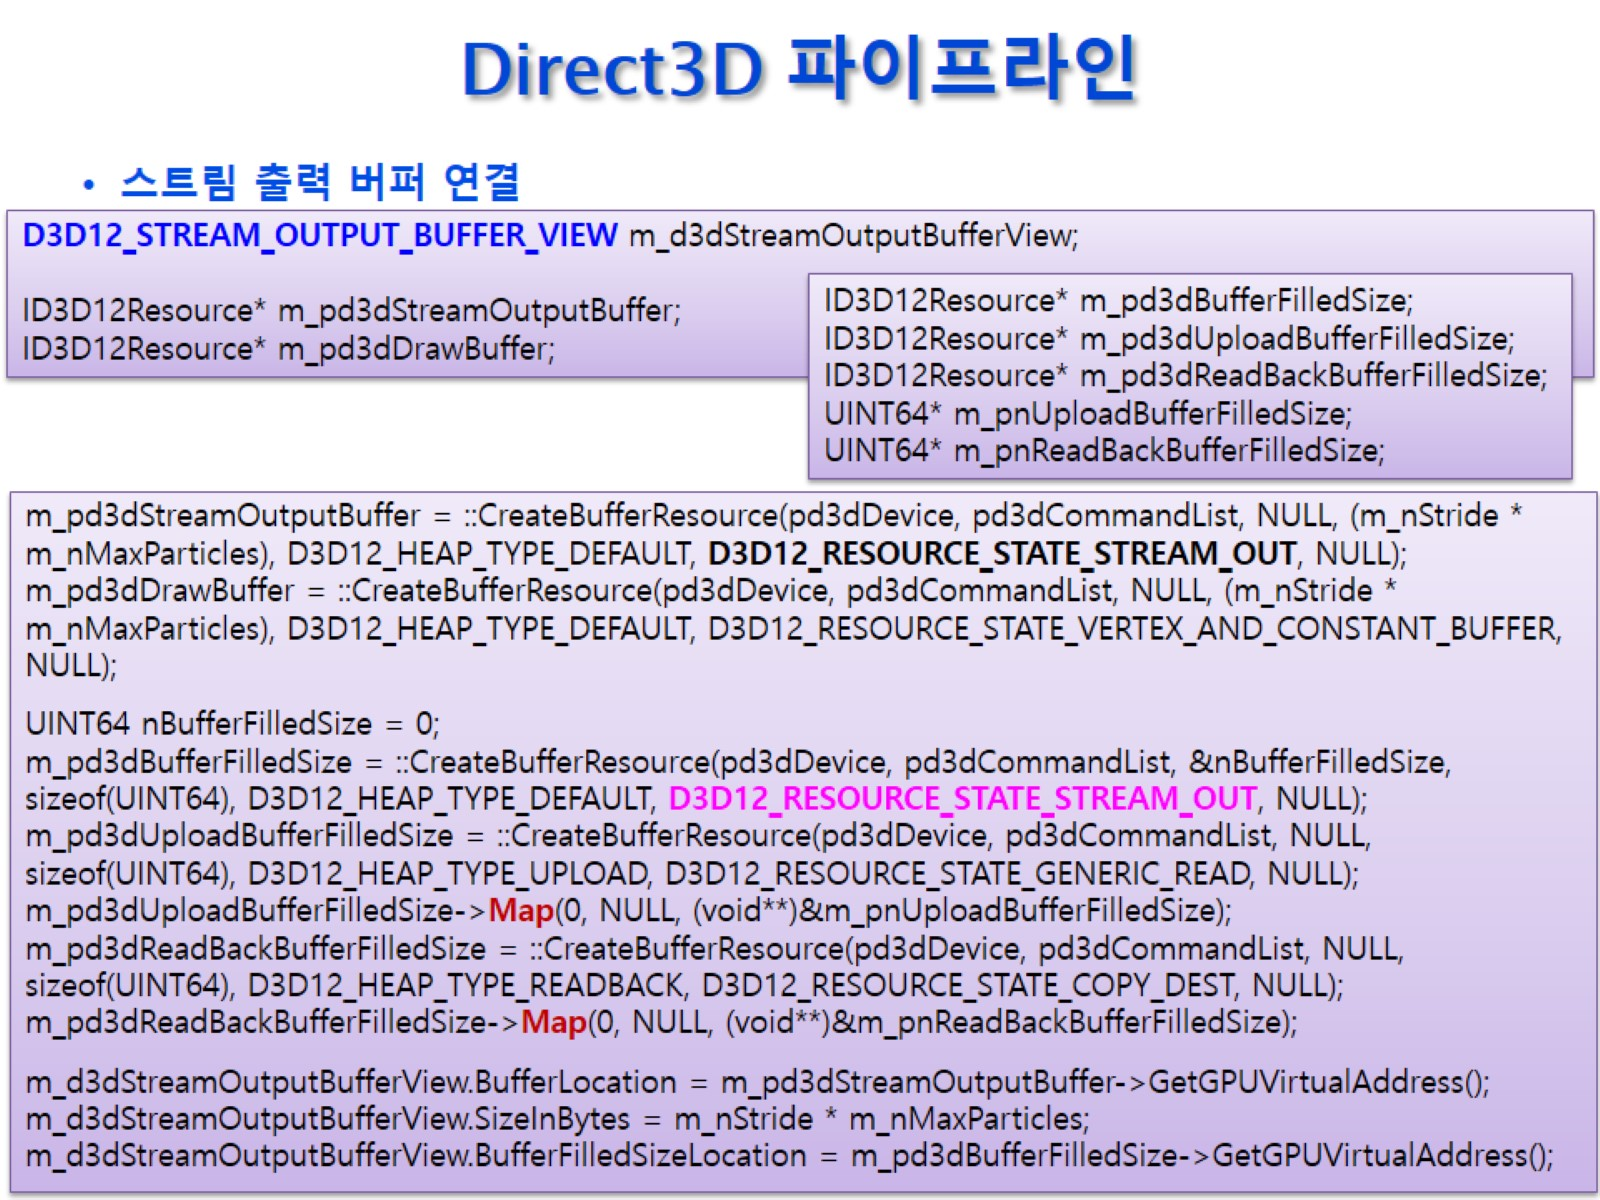 Direct3D 파이프라인
• 스트림 출력 버퍼 연결
D3D12_STREAM_OUTPUT_BUFFER_VIEW m_d3dStreamOutputBufferView;
ID3D12Resource* m_pd3dStreamOutputBuffer;
ID3D12Resource* m_pd3dDrawBuffer;
ID3D12Resource* m_pd3dBufferFilledSize;
ID3D12Resource* m_pd3dUploadBufferFilledSize;
ID3D12Resource* m_pd3dReadBackBufferFilledSize;
UINT64* m_pnUploadBufferFilledSize;
UINT64* m_pnReadBackBufferFilledSize;
m_pd3dStreamOutputBuffer = ::CreateBufferResource(pd3dDevice, pd3dCommandList, NULL, (m_nStride *
m_nMaxParticles), D3D12_HEAP_TYPE_DEFAULT, D3D12_RESOURCE_STATE_STREAM_OUT, NULL);
m_pd3dDrawBuffer = ::CreateBufferResource(pd3dDevice, pd3dCommandList, NULL, (m_nStride *
m_nMaxParticles), D3D12_HEAP_TYPE_DEFAULT, D3D12_RESOURCE_STATE_VERTEX_AND_CONSTANT_BUFFER,
NULL);
UINT64 nBufferFilledSize = 0;
m_pd3dBufferFilledSize = ::CreateBufferResource(pd3dDevice, pd3dCommandList, &nBufferFilledSize,
sizeof(UINT64), D3D12_HEAP_TYPE_DEFAULT, D3D12_RESOURCE_STATE_STREAM_OUT, NULL);
m_pd3dUploadBufferFilledSize = ::CreateBufferResource(pd3dDevice, pd3dCommandList, NULL,
sizeof(UINT64), D3D12_HEAP_TYPE_UPLOAD, D3D12_RESOURCE_STATE_GENERIC_READ, NULL);
m_pd3dUploadBufferFilledSize->Map(0, NULL, (void**)&m_pnUploadBufferFilledSize);
m_pd3dReadBackBufferFilledSize = ::CreateBufferResource(pd3dDevice, pd3dCommandList, NULL,
sizeof(UINT64), D3D12_HEAP_TYPE_READBACK, D3D12_RESOURCE_STATE_COPY_DEST, NULL);
m_pd3dReadBackBufferFilledSize->Map(0, NULL, (void**)&m_pnReadBackBufferFilledSize);
m_d3dStreamOutputBufferView.BufferLocation = m_pd3dStreamOutputBuffer->GetGPUVirtualAddress();
m_d3dStreamOutputBufferView.SizeInBytes = m_nStride * m_nMaxParticles;
m_d3dStreamOutputBufferView.BufferFilledSizeLocation = m_pd3dBufferFilledSize->GetGPUVirtualAddress();